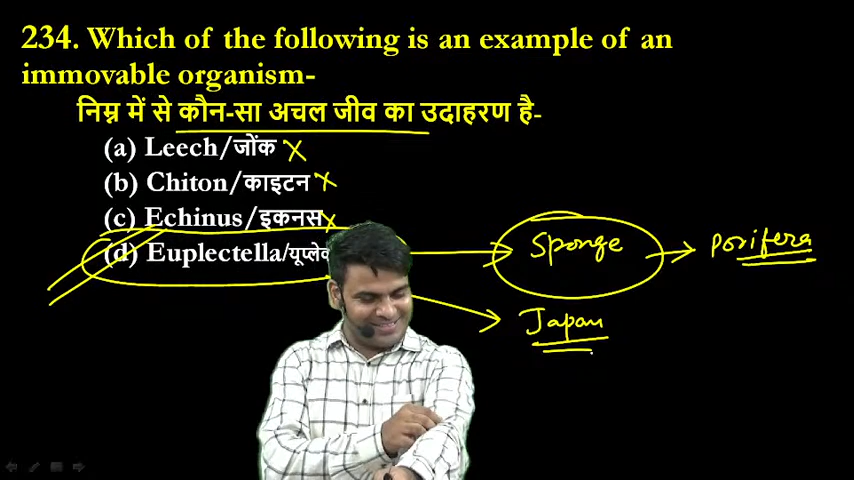 234. Which of the following is an example of an
immovable organism-
निम्न में से कौन-सा अचल जीव का उदाहरण है-
(a) Leech/जोंक
(b) Chiton/काइटन
(c) Echinus/इकनस
(d) Euplectella/
Sponge
Porifera
Japan